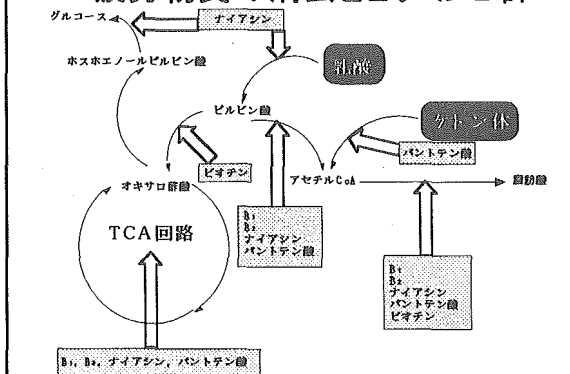 グルコース
ナイアシン
ホスホエノールピルビン酸
乳酸
ピルビン酸
ケトン体
パントテン酸
ビオチン
オキサロ酢酸
アセチルCoA
脂肪酸
B₁
B₂
ナイアシン
パントテン酸
TCA回路
B₁
B₂
ナイアシン
パントテン酸
ビオチン
B₁, B₂, ナイアシン, パントテン酸